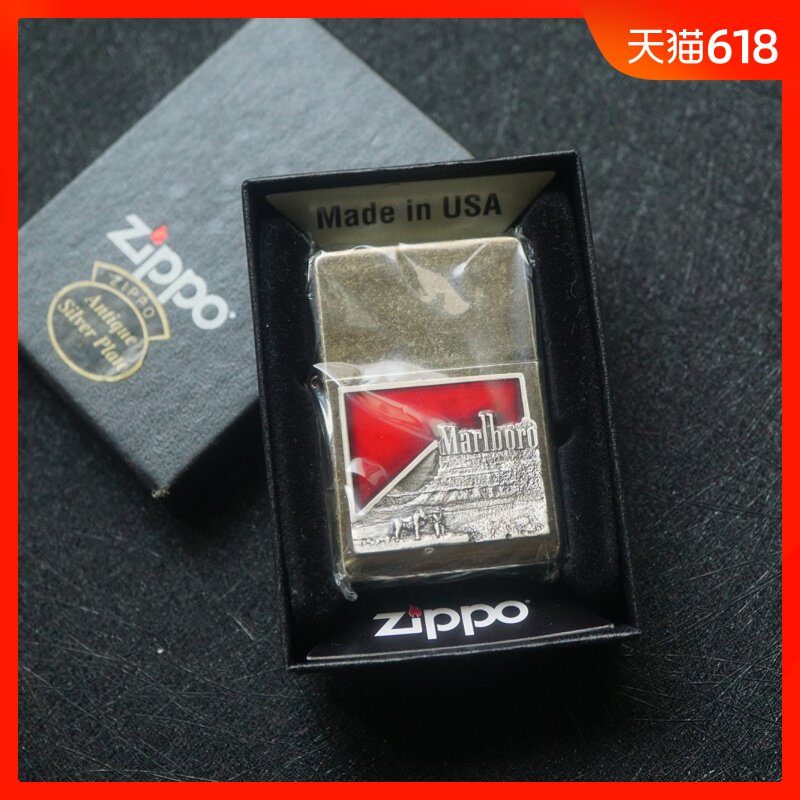 天猫618
Made in USA
zippo
ZIPPO
Antique
Silver Plate
Marlboro
zippo